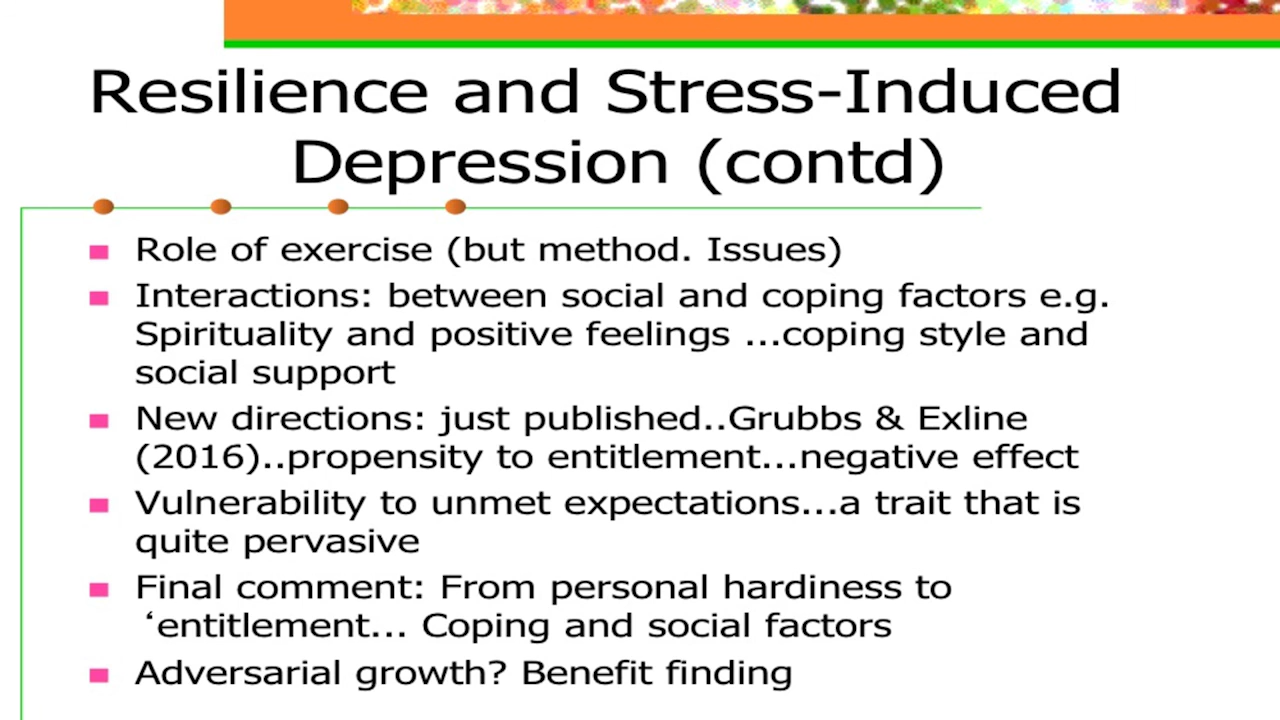 Resilience and Stress-Induced
Depression (contd)
Role of exercise (but method. Issues)
Interactions: between social and coping factors e.g.
Spirituality and positive feelings ...coping style and
social support
New directions: just published..Grubbs & Exline
(2016)..propensity to entitlement...negative effect
Vulnerability to unmet expectations...a trait that is
quite pervasive
Final comment: From personal hardiness to
‘entitlement... Coping and social factors
Adversarial growth? Benefit finding